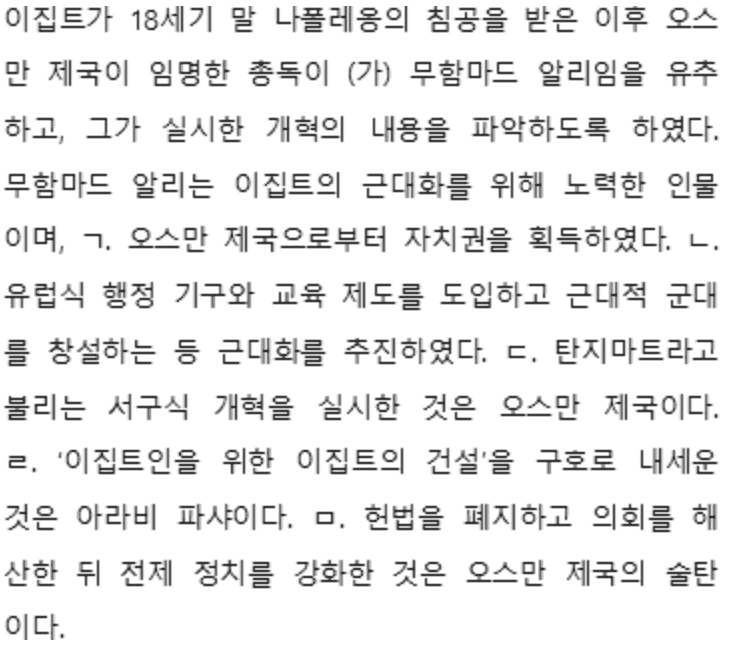 이집트가 18세기 말 나폴레옹의 침공을 받은 이후 오스
만 제국이 임명한 총독이 (가) 무함마드 알리임을 유추
하고, 그가 실시한 개혁의 내용을 파악하도록 하였다.
무함마드 알리는 이집트의 근대화를 위해 노력한 인물
이며, ㄱ. 오스만 제국으로부터 자치권을 획득하였다. ㄴ.
유럽식 행정 기구와 교육 제도를 도입하고 근대적 군대
를 창설하는 등 근대화를 추진하였다. ㄷ. 탄지마트라고
불리는 서구식 개혁을 실시한 것은 오스만 제국이다.
ㄹ. '이집트인을 위한 이집트의 건설'을 구호로 내세운
것은 아라비 파샤이다. ㅁ. 헌법을 폐지하고 의회를 해
산한 뒤 전제 정치를 강화한 것은 오스만 제국의 술탄
이다.